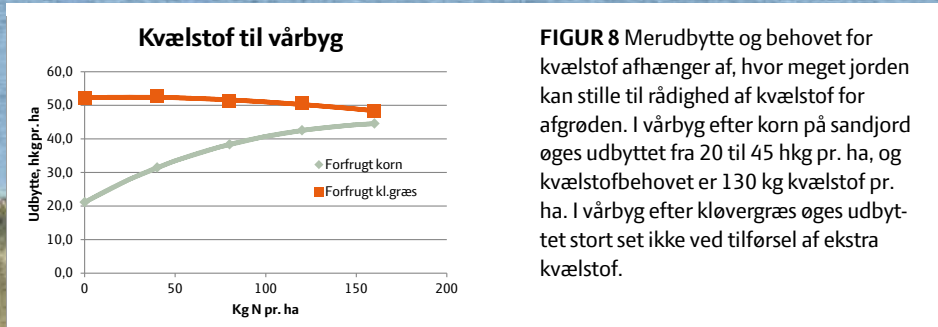 Kvælstof til vårbyg
60,0
50,0
40,0
30,0
20,0
10,0
0,0
Udbytte, hkgpr. ha
0
50
100
150
200
Kg N pr. ha
Forfrugt korn
Forfrugt kl.græs
FIGUR 8 Merudbytte og behovet for
kvælstof afhænger af, hvor meget jorden
kan stille til rådighed af kvælstof for
afgrøden. I vårbyg efter korn på sandjord
øges udbyttet fra 20 til 45 hkg pr. ha, og
kvælstofbehovet er 130 kg kvælstof pr.
ha. I vårbyg efter kløvergræs øges udbyt-
tet stort set ikke ved tilførsel af ekstra
kvælstof.